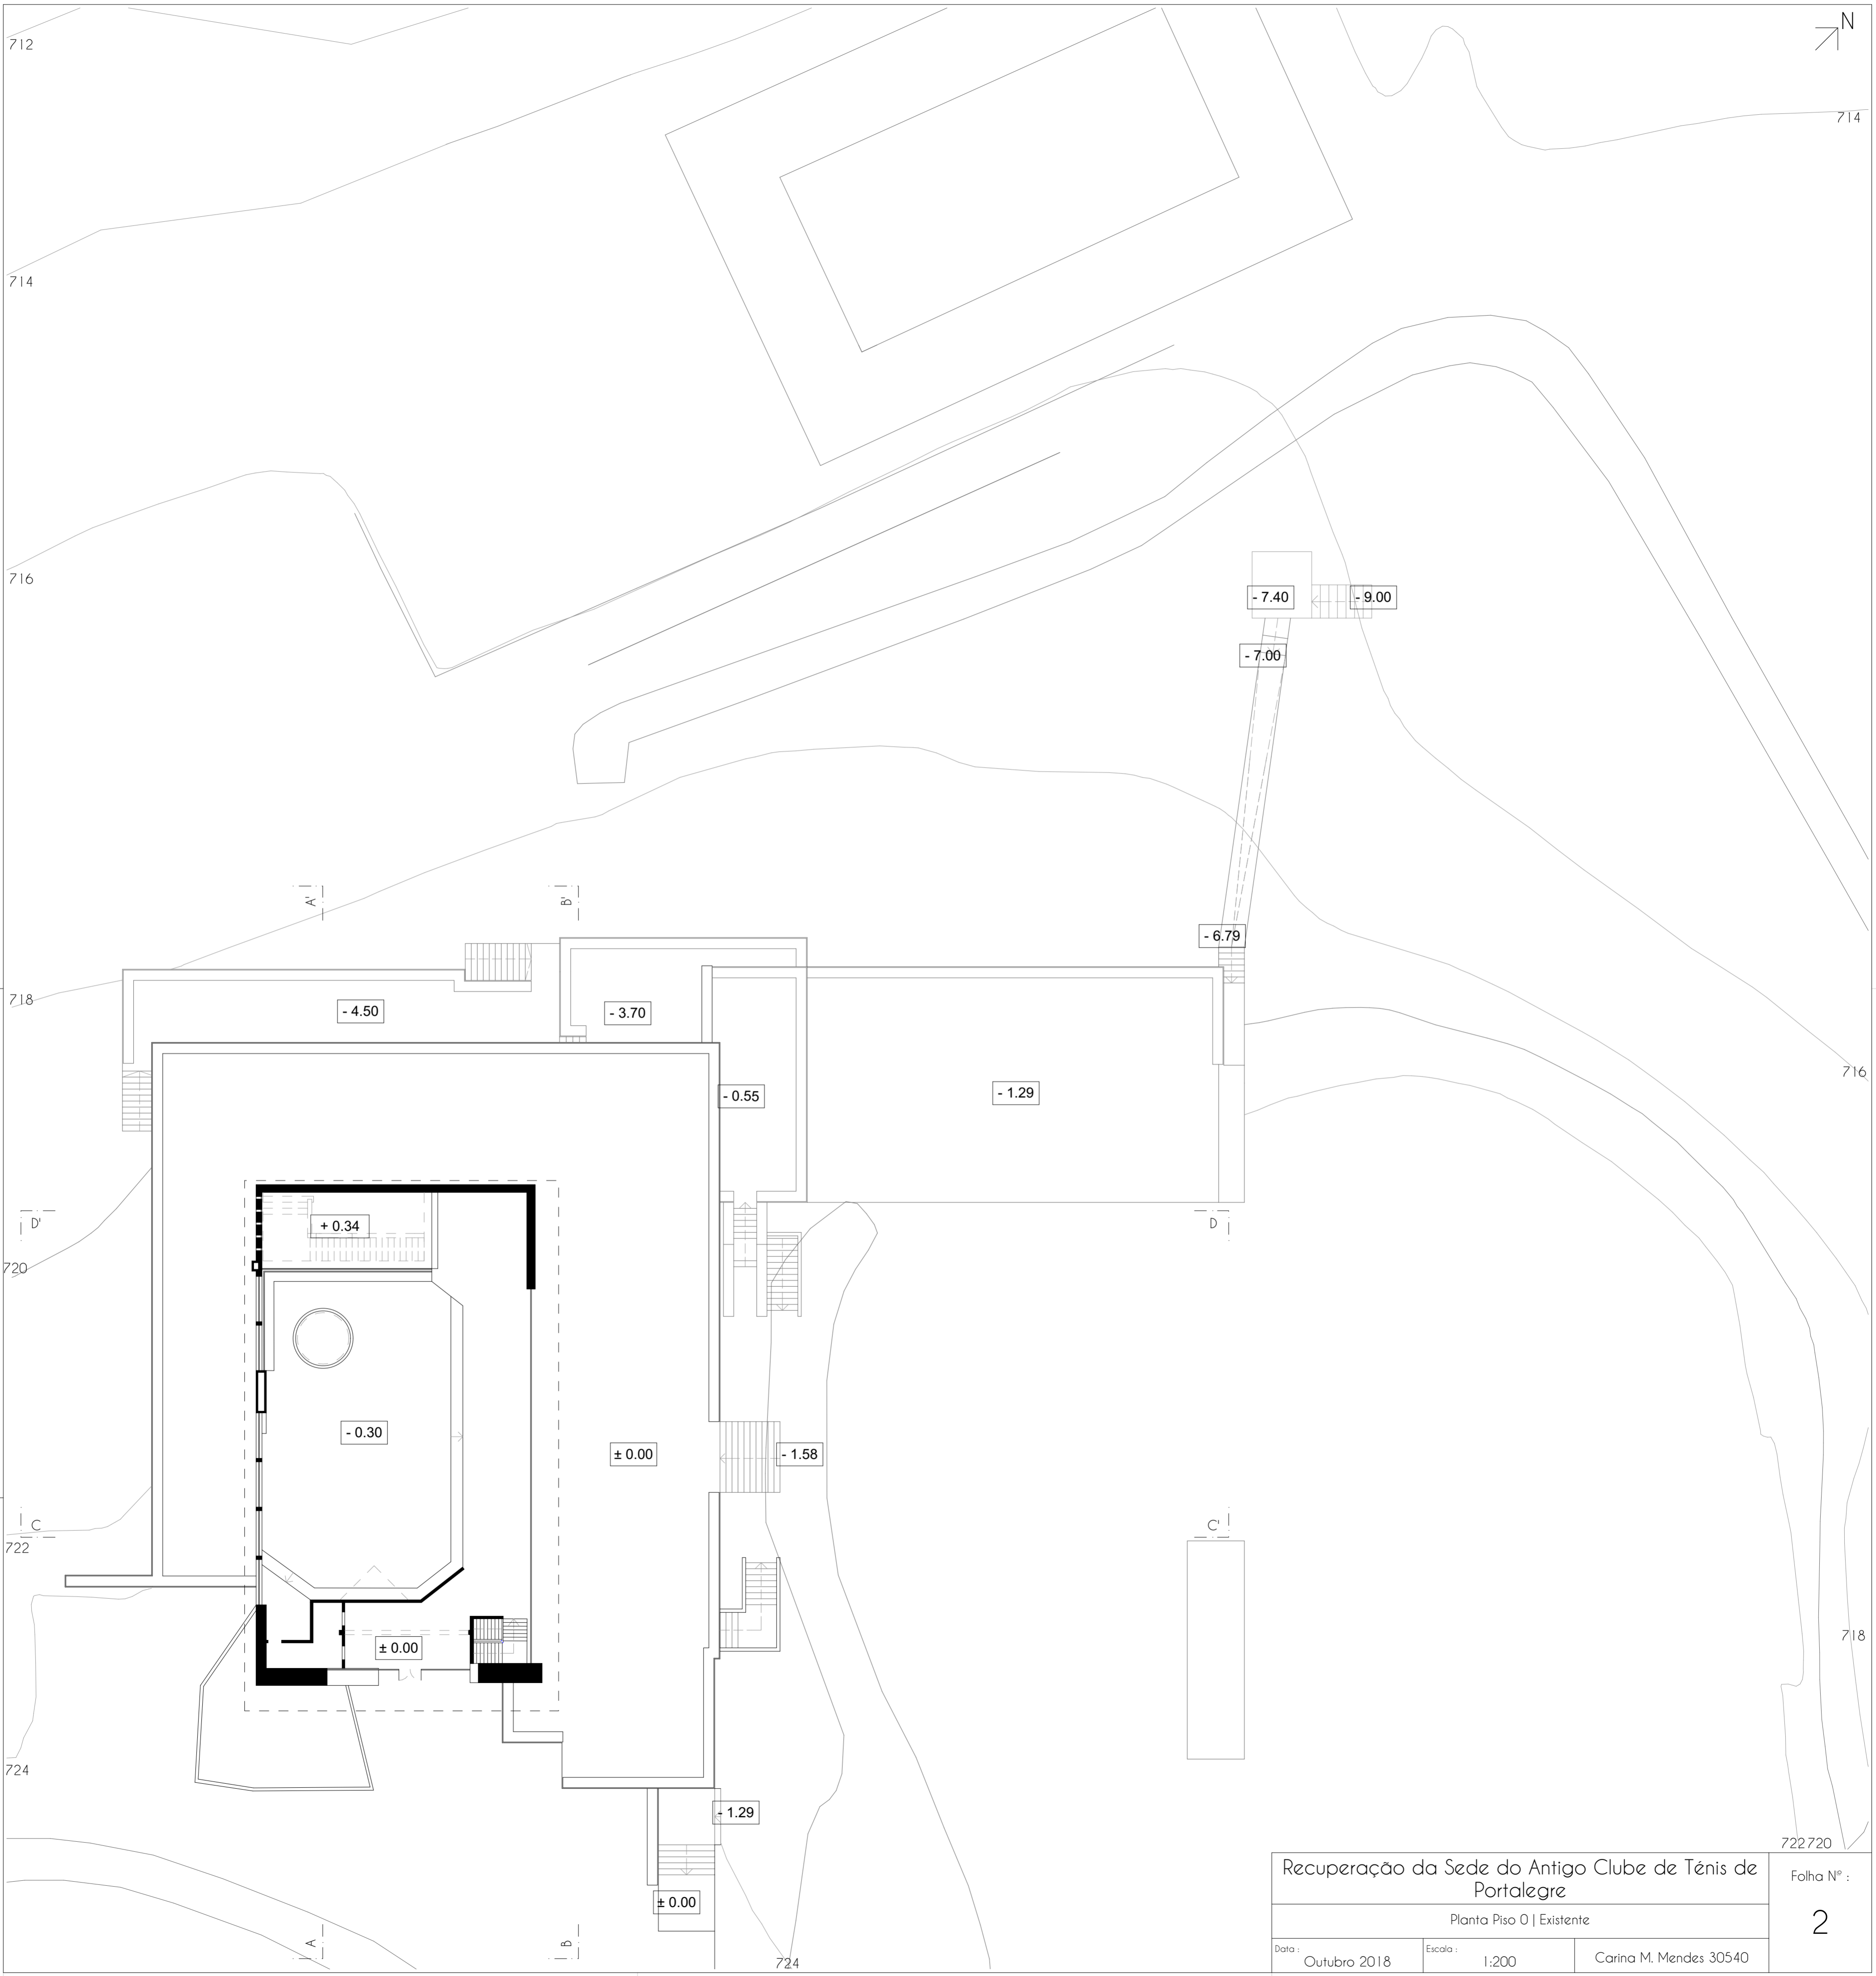 N
712
714
714
716
- 7.40
- 9.00
- 7.00
A'
B'
- 6.79
718
- 4.50
- 3.70
716
- 0.55
- 1.29
D'
+ 0.34
D
720
- 0.30
± 0.00
- 1.58
C
C'
722
± 0.00
718
724
- 1.29
722 720
± 0.00
A
B
724
Recuperação da Sede do Antigo Clube de Ténis de
Portalegre
Folha Nº :
2
Planta Piso 0 | Existente
Data :
Outubro 2018
Escala :
1:200
Carina M. Mendes 30540